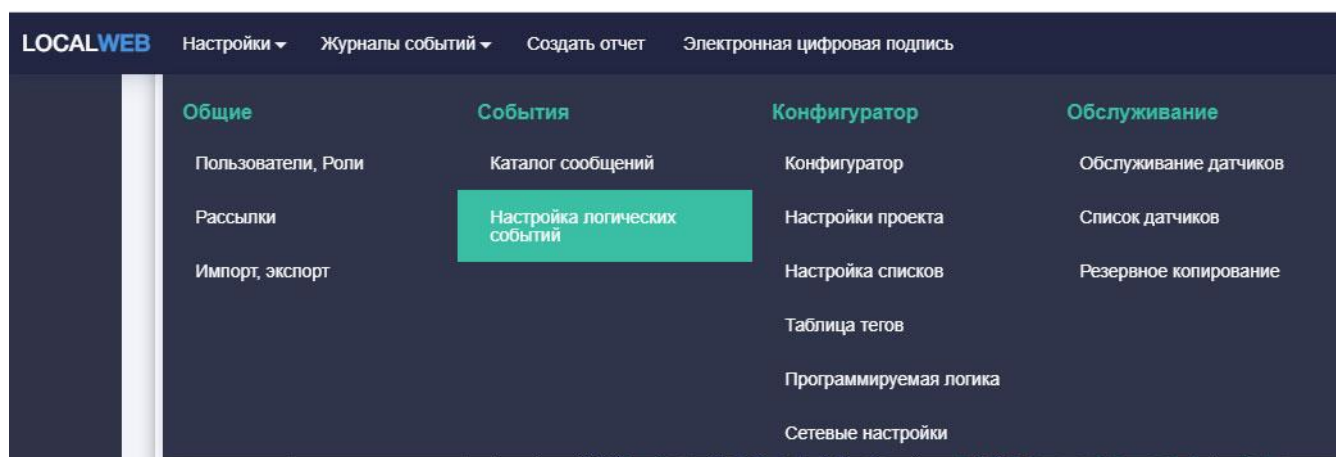 LOCALWEB Настройки Журналы событий Создать отчет Электронная цифровая подпись
Общие События Конфигуратор Обслуживание
Пользователи, Роли Каталог сообщений Конфигуратор Обслуживание датчиков
Рассылки Настройка логических событий Настройки проекта Список датчиков
Импорт, экспорт Настройка списков Резервное копирование
Таблица тегов
Программируемая логика
Сетевые настройки